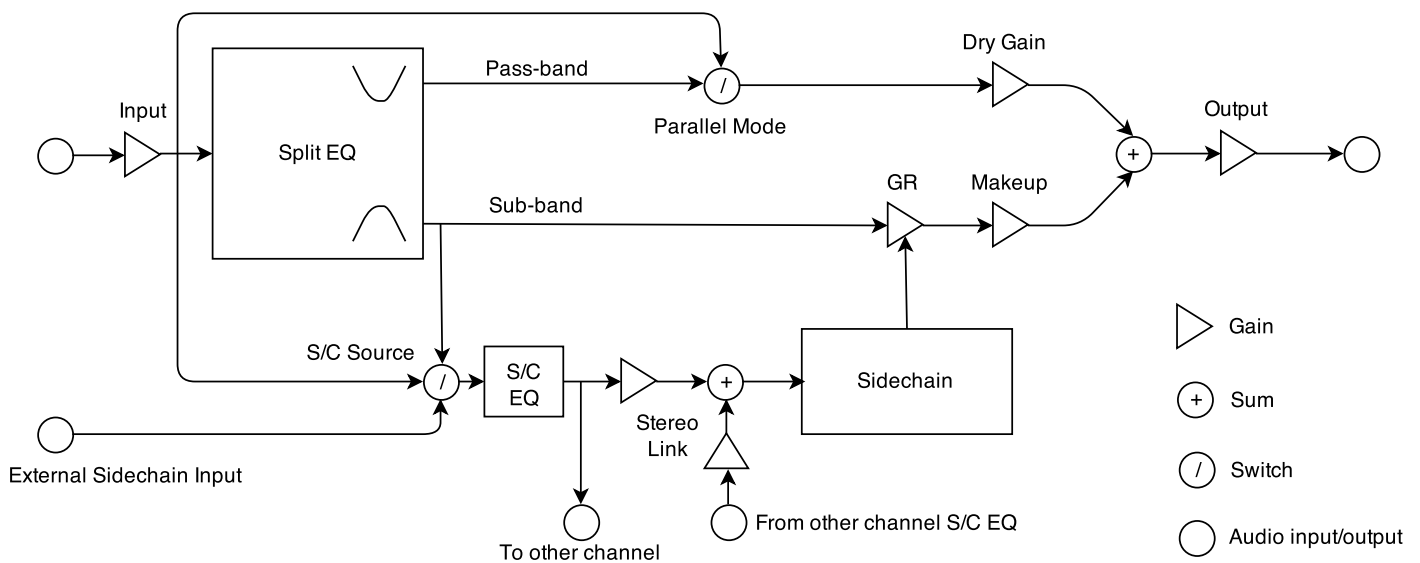 Dry Gain
Pass-band
Input
Output
/
Parallel Mode
Split EQ
+
GR
Makeup
Sub-band
Gain
S/C Source
/
S/C
EQ
+
Sidechain
+
Sum
Stereo
Link
External Sidechain Input
/
Switch
From other channel S/C EQ
To other channel
Audio input/output